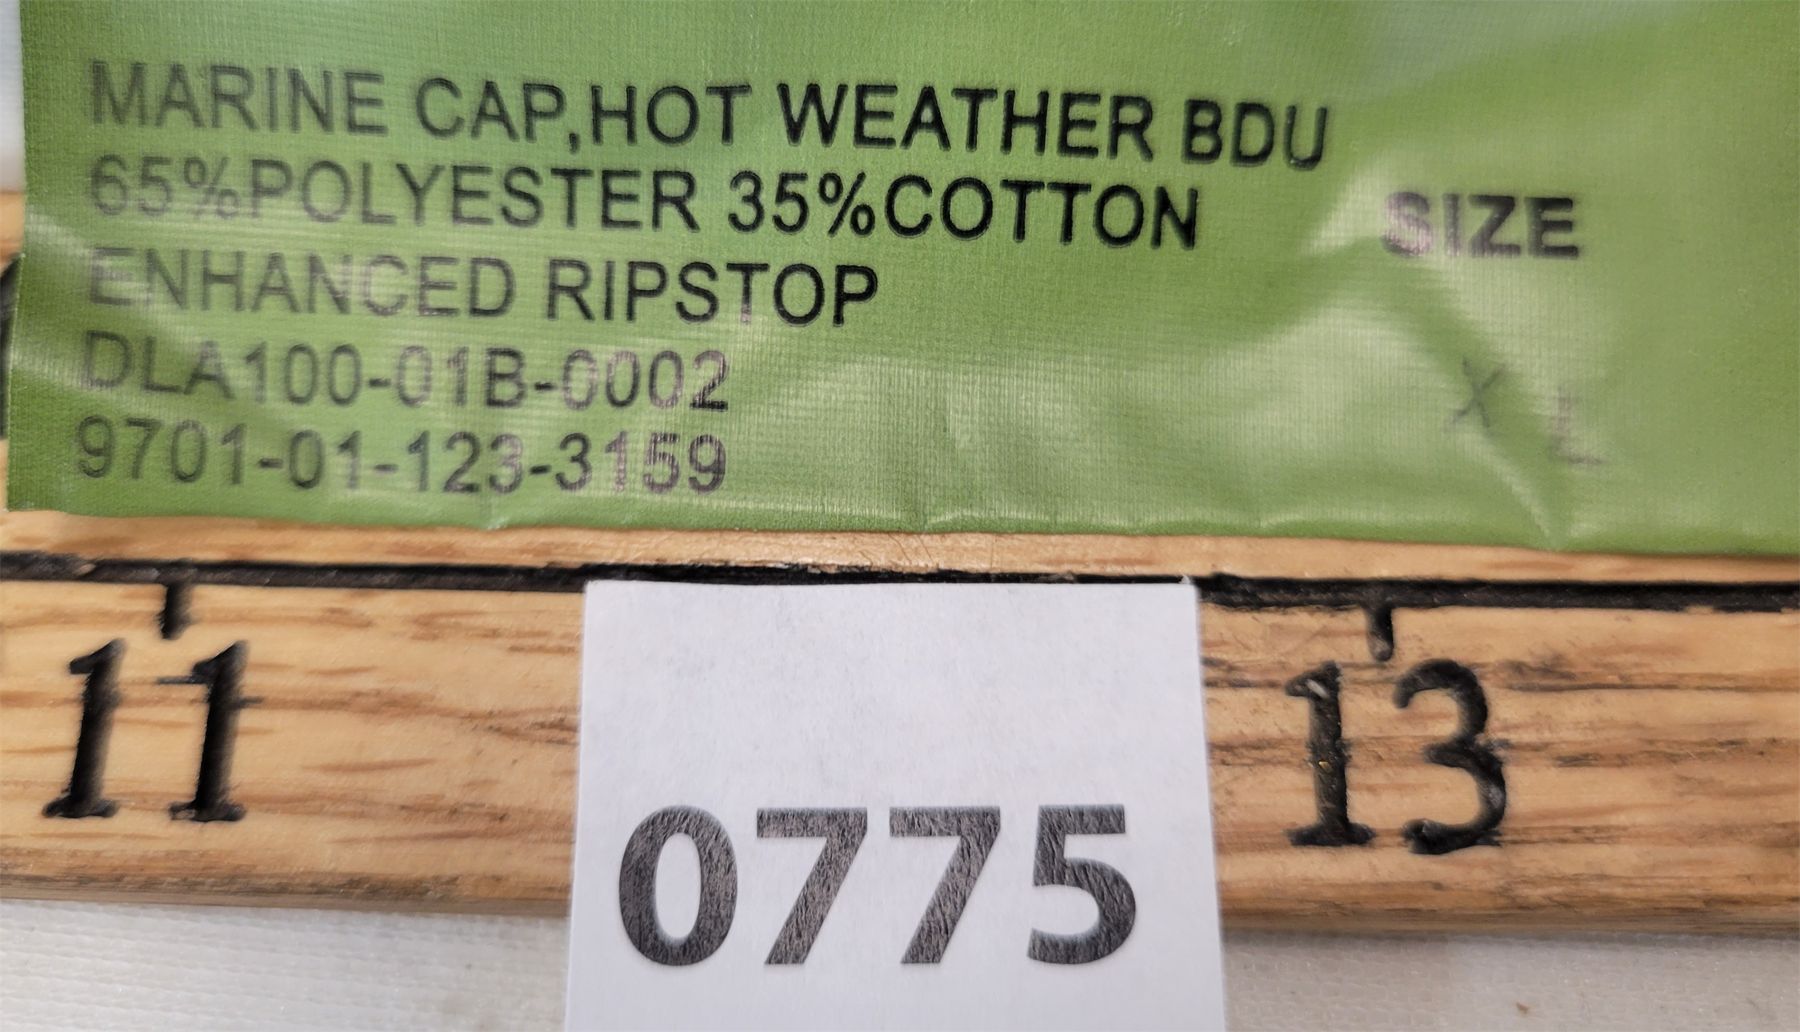 MARINE CAP,HOT WEATHER BDU
65%POLYESTER 35%COTTON
SIZE
ENHANCED RIPSTOP
DLA100-01B-0002
X L
9701-01-123-3159
11
13
0775